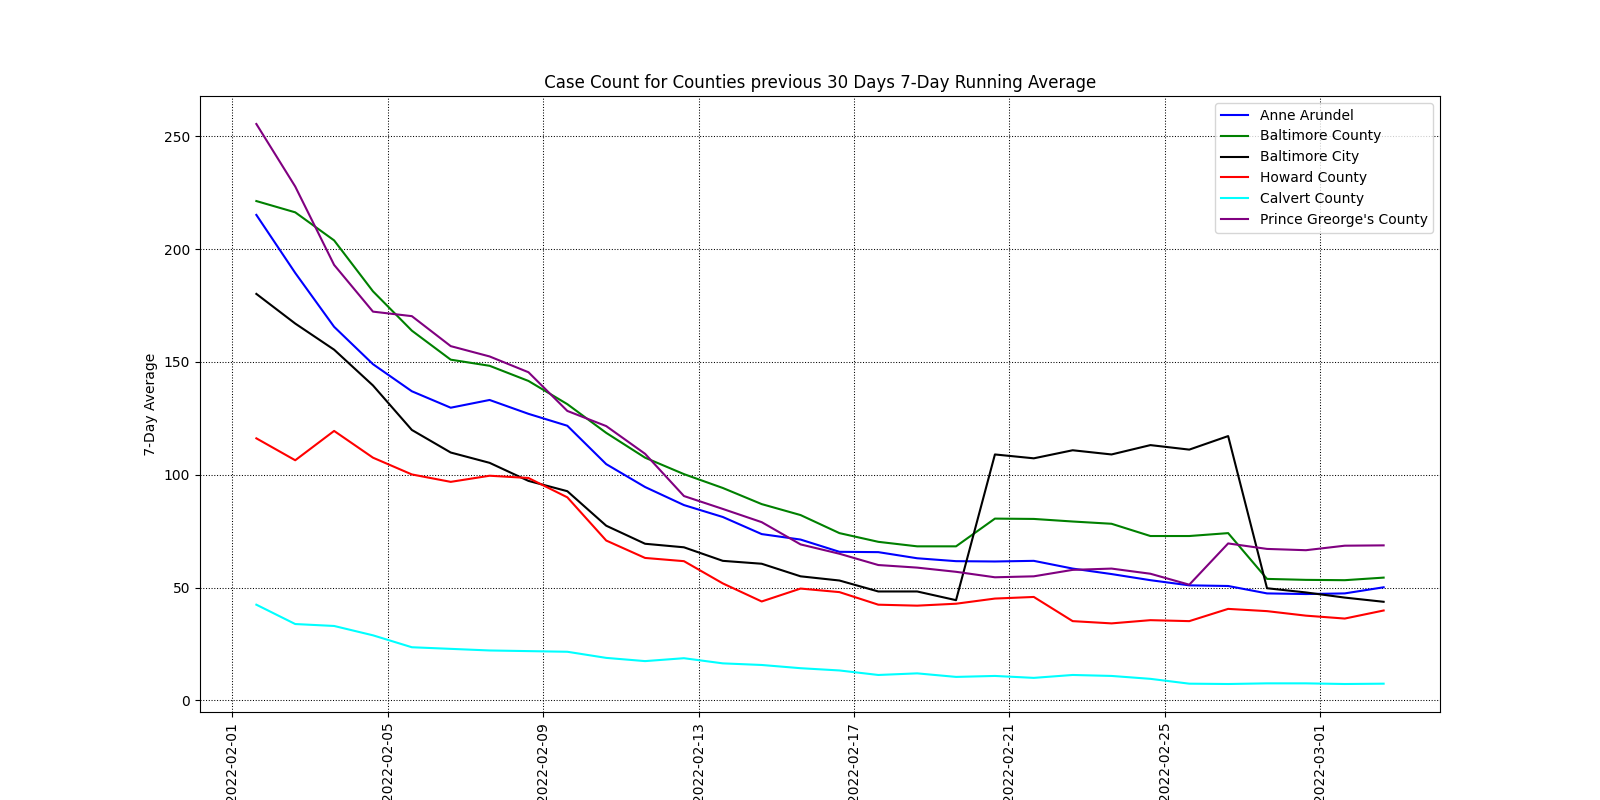 Case Count for Counties previous 30 Days 7-Day Running Average
Anne Arundel
Baltimore County
Baltimore City
Howard County
Calvert County
Prince Greorge's County
7-Day Average
250
200
150
100
50
0
2022-02-01
2022-02-05
2022-02-09
2022-02-13
2022-02-17
2022-02-21
2022-02-25
2022-03-01